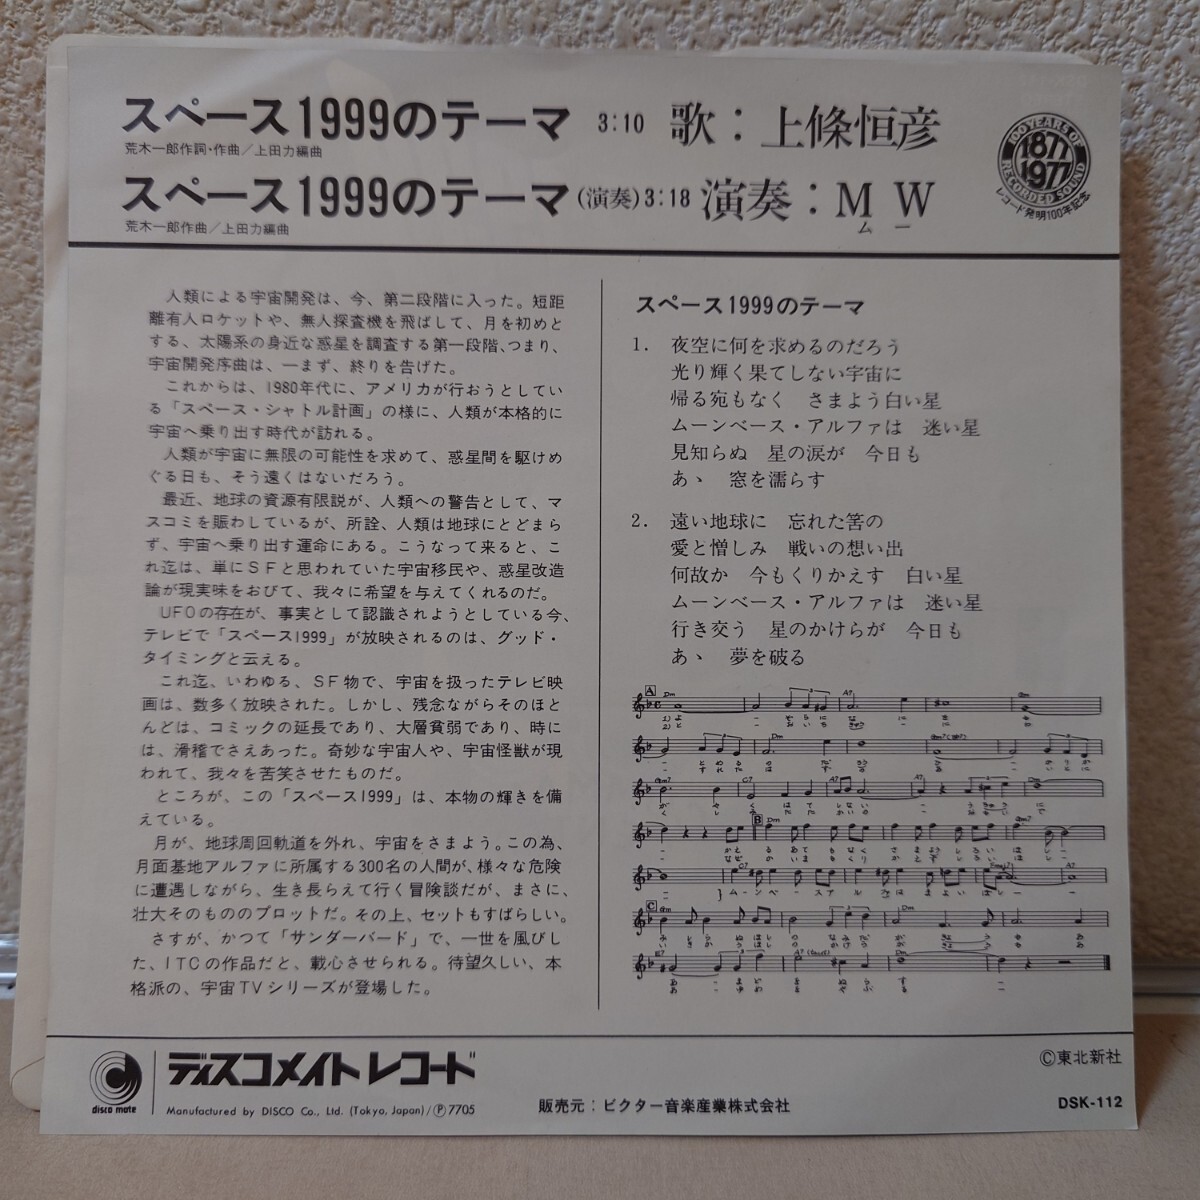 スペース1999のテーマ 3:10 歌：上條恒彦
荒木一郎作詞・作曲／上田力編曲
スペース1999のテーマ(演奏)3:18 演奏：MW
ムー
荒木一郎作曲／上田力編曲
100 YEARS OF
1877
1977
RECORDED SOUND
レコード発明100年記念
人類による宇宙開発は、今、第二段階に入った。短距
離有人ロケットや、無人探査機を飛ばして、月を初めと
する、太陽系の身近な惑星を調査する第一段階、つまり、
宇宙開発序曲は、一まず、終りを告げた。
これからは、1980年代に、アメリカが行おうとしてい
る「スペース・シャトル計画」の様に、人類が本格的に
宇宙へ乗り出す時代が訪れる。
人類が宇宙に無限の可能性を求めて、惑星間を駆けめ
ぐる日も、そう遠くはないだろう。
最近、地球の資源有限説が、人類への警告として、マ
スコミを賑わしているが、所詮、人類は地球にとどまら
ず、宇宙へ乗り出す運命にある。こうなって来ると、こ
れ迄は、単にＳＦと思われていた宇宙移民や、惑星改造
論が現実味をおびて、我々に希望を与えてくれるのだ。
UFOの存在が、事実として認識されようとしている今、
テレビで「スペース1999」が放映されるのは、グッド・
タイミングと云える。
これ迄、いわゆる、ＳＦ物で、宇宙を扱ったテレビ映
画は、数多く放映された。しかし、残念ながらそのほと
んどは、コミックの延長であり、大層貧弱であり、時に
は、滑稽でさえあった。奇妙な宇宙人や、宇宙怪獣が現
われて、我々を苦笑させたものだ。
ところが、この「スペース1999」は、本物の輝きを備
えている。
月が、地球周回軌道を外れ、宇宙をさまよう。この為、
月面基地アルファに所属する300名の人間が、様々な危険
に遭遇しながら、生き長らえて行く冒険談だが、まさに、
壮大そのもののプロットだ。その上、セットもすばらしい。
さすが、かつて「サンダーバード」で、一世を風びし
た、ITCの作品だと、感心させられる。待望久しい、本
格派の、宇宙TVシリーズが登場した。
スペース1999のテーマ
1. 夜空に何を求めるのだろう
光り輝く果てしない宇宙に
帰る宛もなく さまよう白い星
ムーンベース・アルファは 迷い星
見知らぬ 星の涙が 今日も
あゝ 窓を濡らす
2. 遠い地球に 忘れた筈の
愛と憎しみ 戦いの想い出
何故か 今もくりかえす 白い星
ムーンベース・アルファは 迷い星
行き交う 星のかけらが 今日も
あゝ 夢を破る
A
B
C
disco mate
ディスコメイトレコード
Manufactured by DISCO Co., Ltd. (Tokyo, Japan)/Ⓟ7705
販売元：ビクター音楽産業株式会社
©東北新社
DSK-112